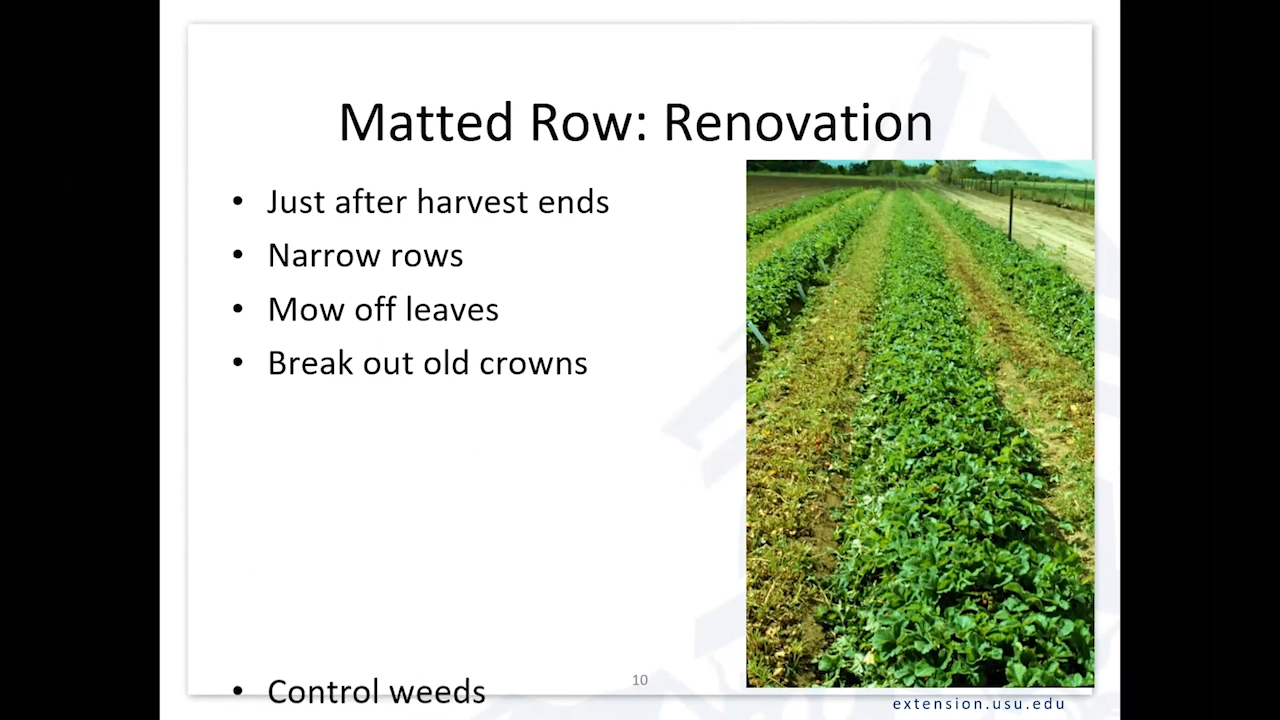 Matted Row: Renovation
• Just after harvest ends
• Narrow rows
• Mow off leaves
• Break out old crowns
• Control weeds
10
extension.usu.edu